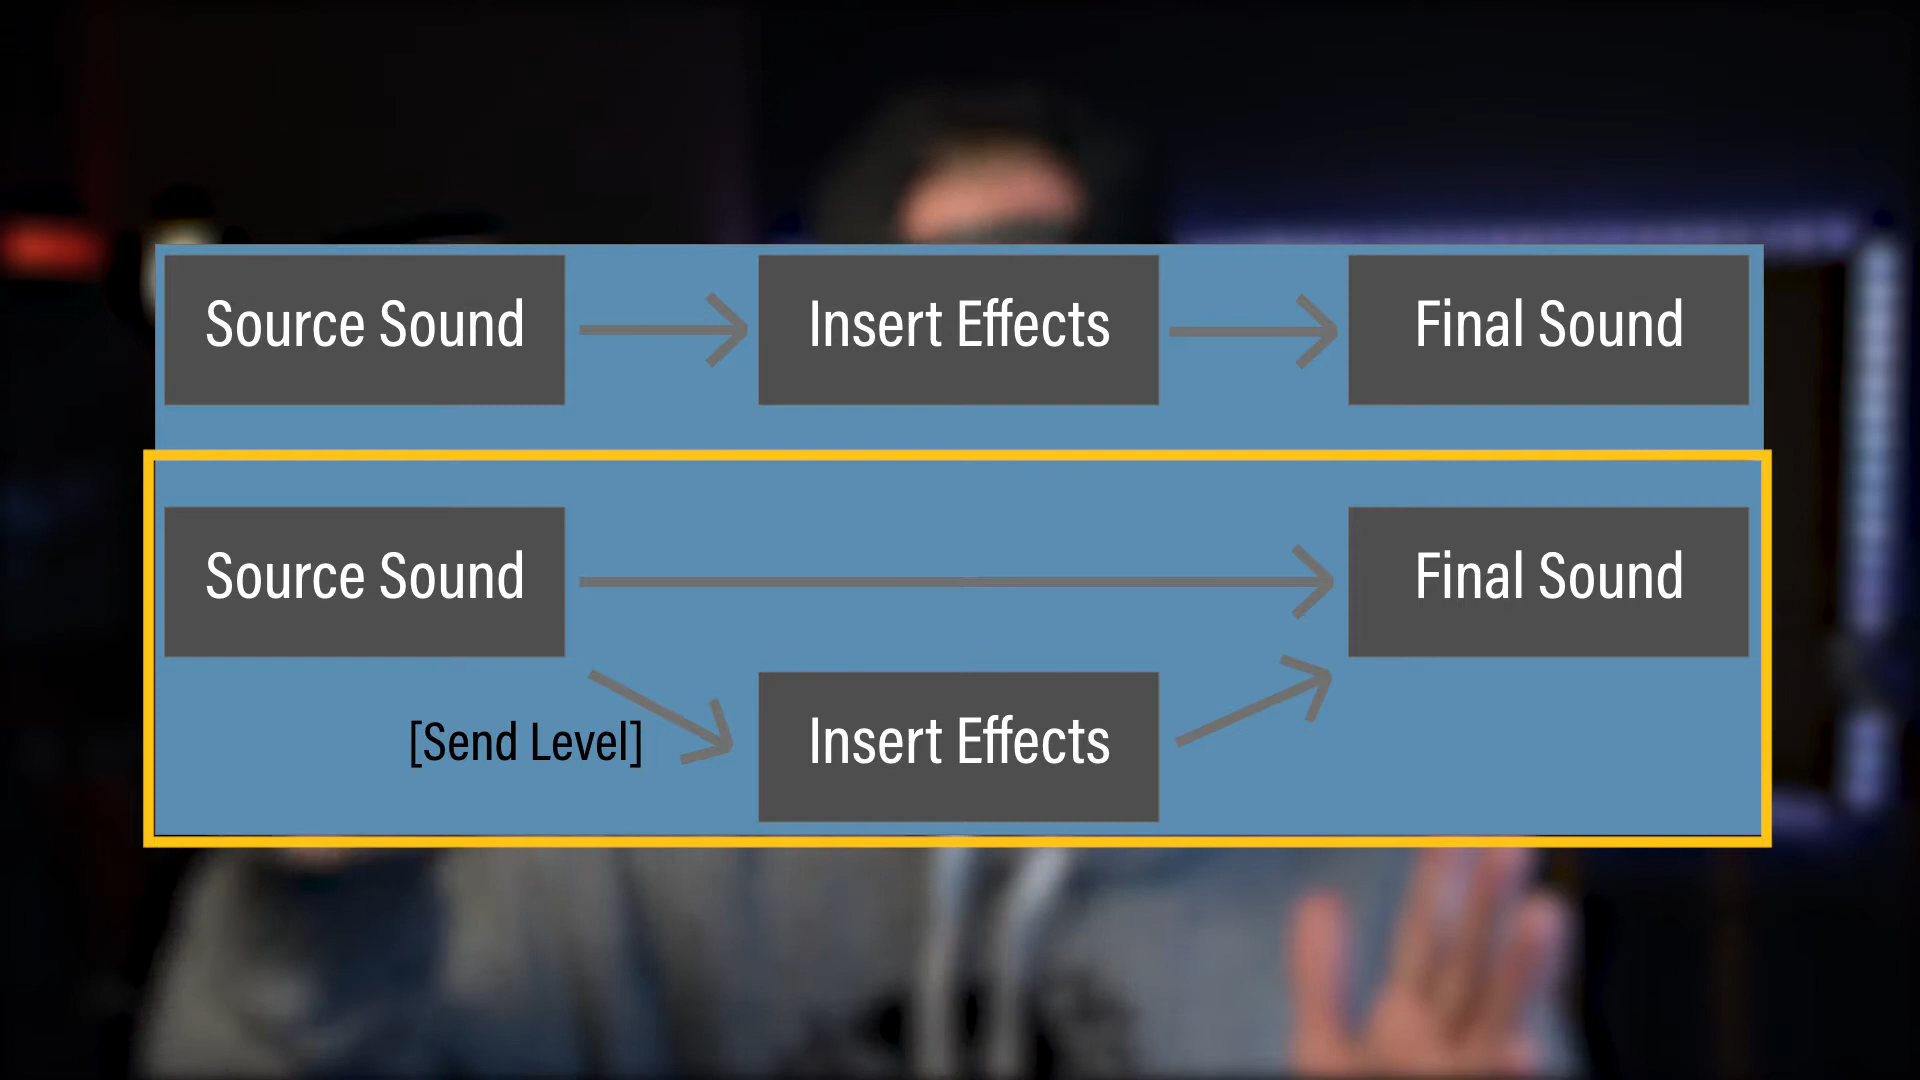 Source Sound
Insert Effects
Final Sound
Source Sound
Final Sound
[Send Level]
Insert Effects